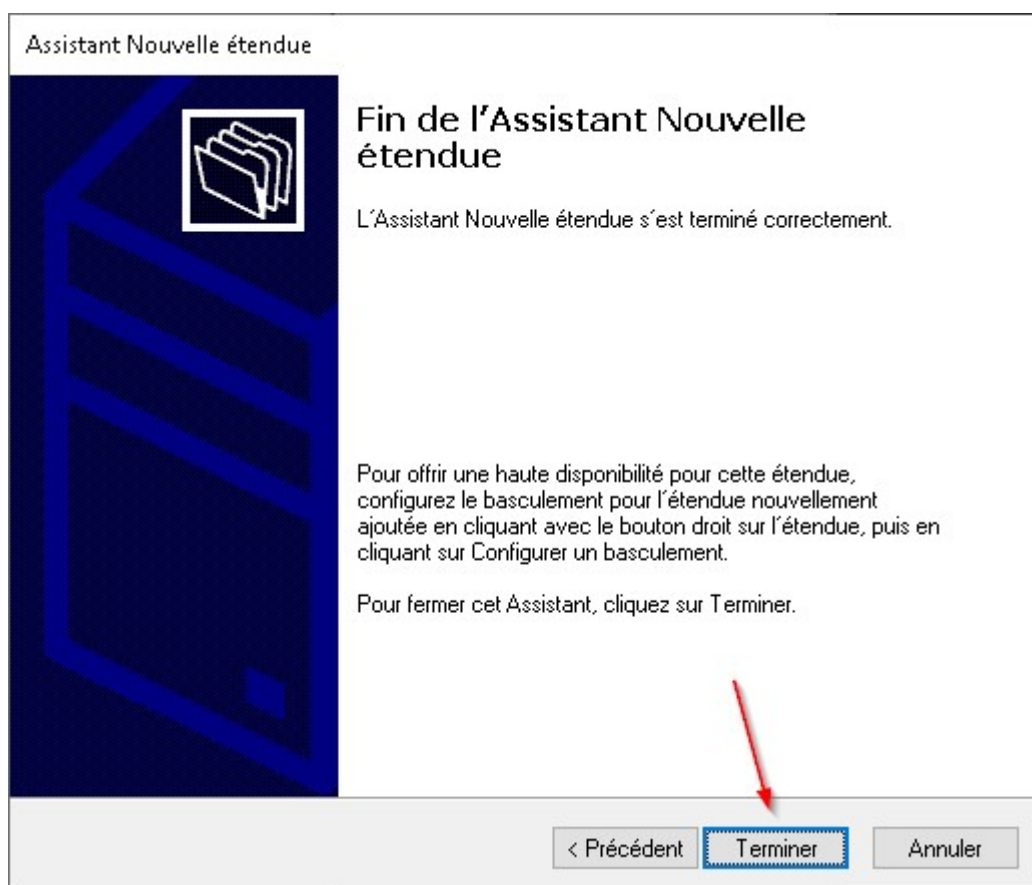 Assistant Nouvelle étendue
Fin de l'Assistant Nouvelle
étendue
L'Assistant Nouvelle étendue s'est terminé correctement.
Pour offrir une haute disponibilité pour cette étendue,
configurez le basculement pour l'étendue nouvellement
ajoutée en cliquant avec le bouton droit sur l'étendue, puis en
cliquant sur Configurer un basculement.
Pour fermer cet Assistant, cliquez sur Terminer.
< Précédent
Terminer
Annuler